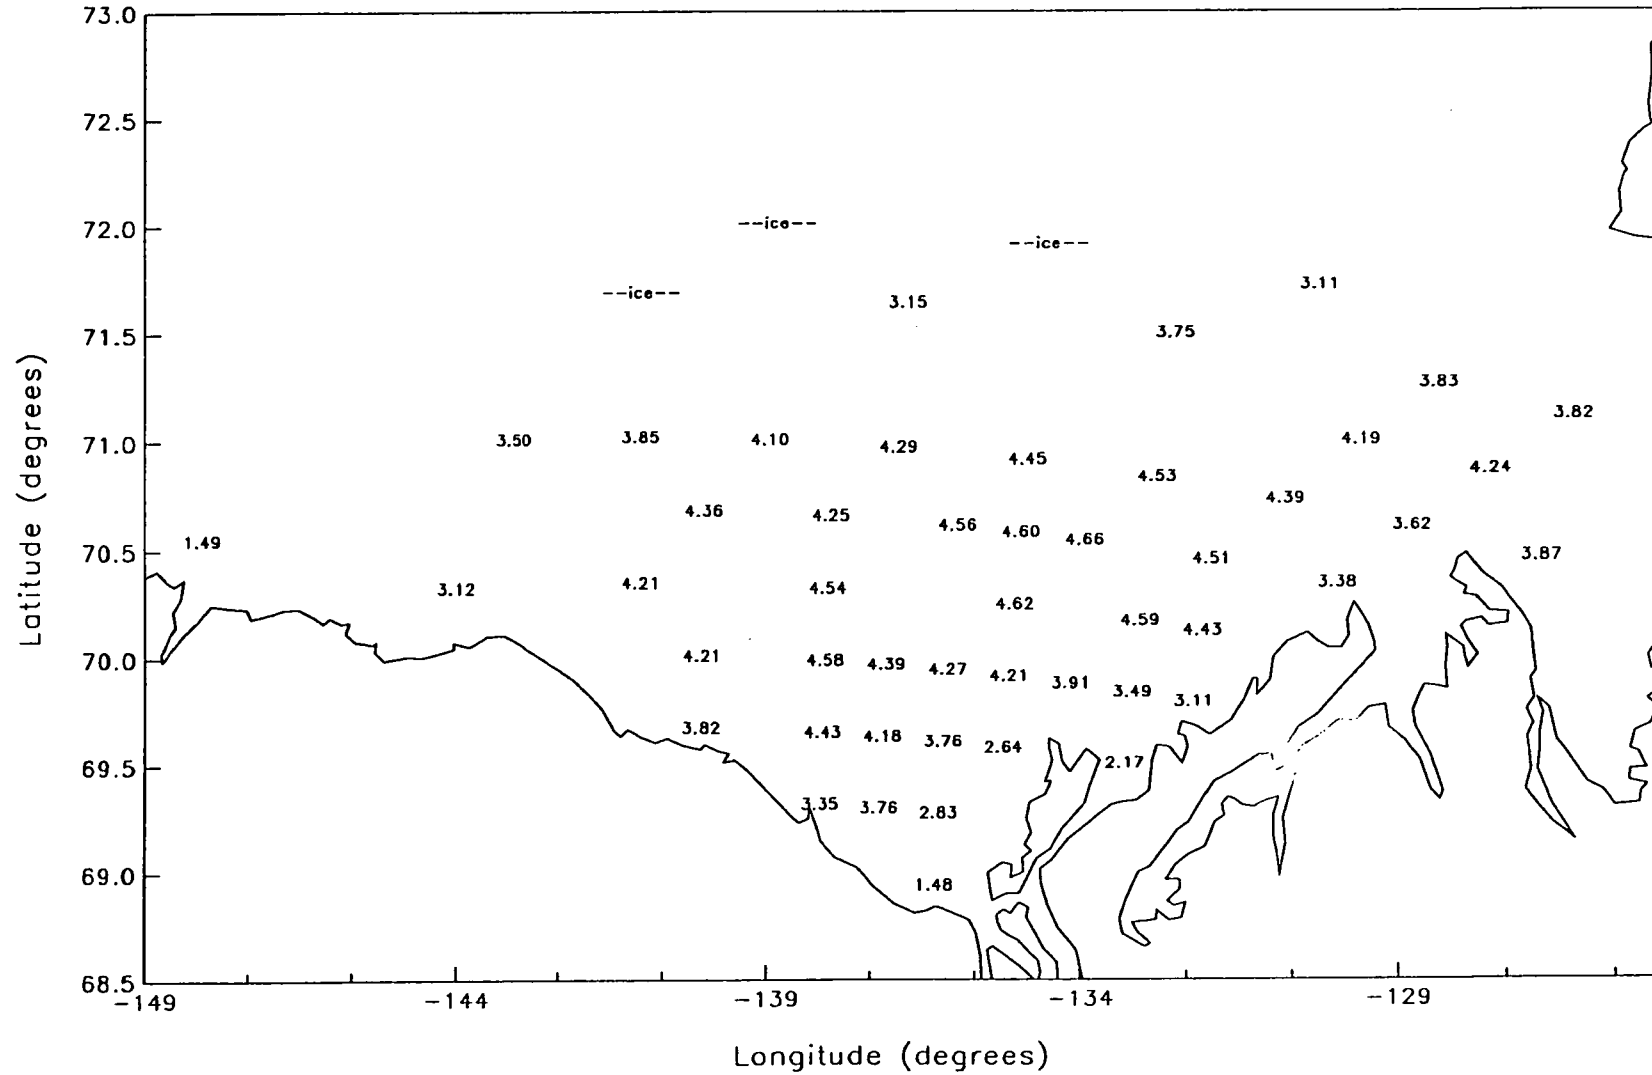 73.0
72.5
72.0
--ice--
--ice--
--ice--
3.11
3.15
71.5
3.75
3.83
3.82
71.0
3.50 3.85 4.10 4.29 4.45 4.53 4.19 4.24
4.36 4.25 4.56 4.60 4.66 4.39 3.62
70.5
1.49 4.51 3.87
3.12 4.21 4.54 4.62 4.59 4.43 3.38
70.0
4.21 4.58 4.39 4.27 4.21 3.91 3.49 3.11
3.82 4.43 4.18 3.76 2.64 2.17
69.5
3.35 3.76 2.83
69.0
1.48
68.5
-149 -144 -139 -134 -129
Longitude (degrees)
Latitude (degrees)